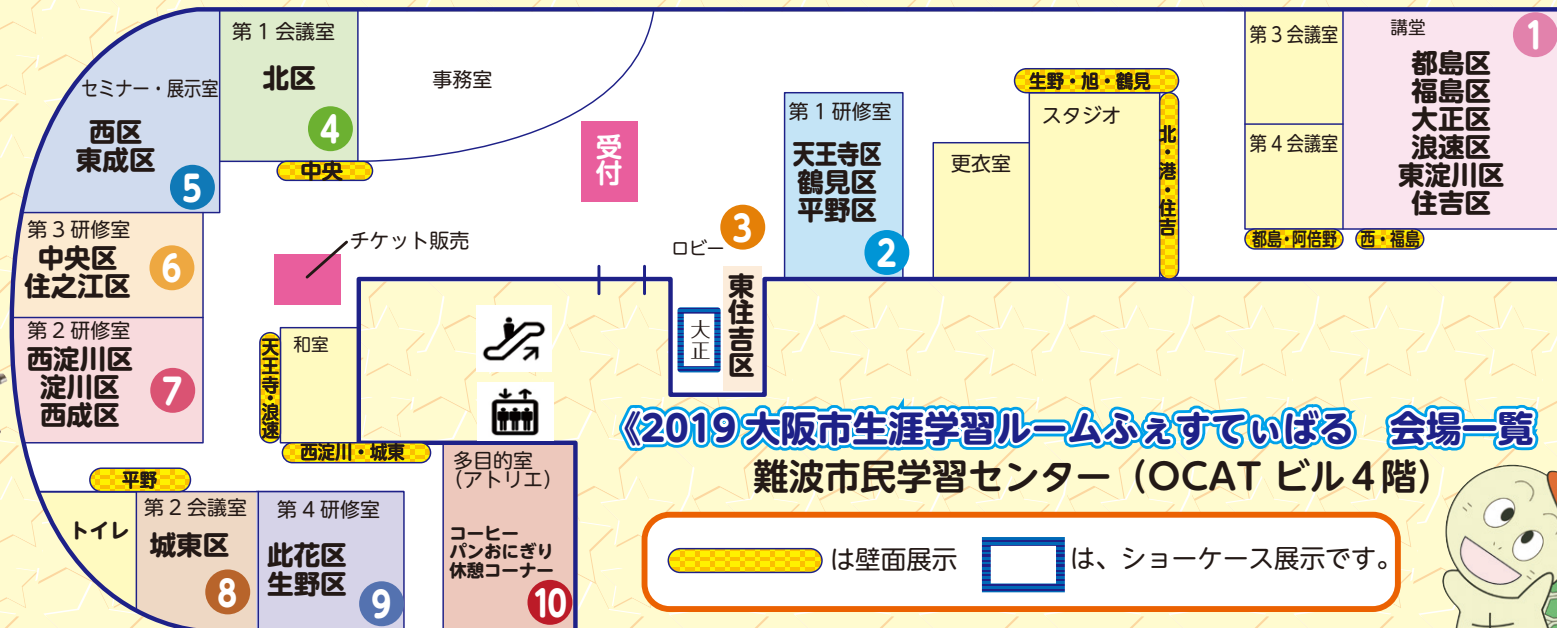 第1会議室
北区
4
事務室
セミナー・展示室
西区
東成区
5
中央
受付
第3研修室
中央区
住之江区
6
チケット販売
第2研修室
西淀川区
淀川区
西成区
7
天王寺・浪速
和室
西淀川・城東
平野
トイレ
第2会議室
城東区
8
第4研修室
此花区
生野区
9
多目的室
(アトリエ)
コーヒー
パンおにぎり
休憩コーナー
10
ロビー
3
東住吉区
大正
第1研修室
天王寺区
鶴見区
平野区
2
更衣室
生野・旭・鶴見
スタジオ
北・港・住吉
第3会議室
第4会議室
都島・阿倍野
西・福島
講堂
1
都島区
福島区
大正区
浪速区
東淀川区
住吉区
《2019 大阪市生涯学習ルームふぇすてぃばる 会場一覧
難波市民学習センター(OCAT ビル4階)
は壁面展示 は、ショーケース展示です。